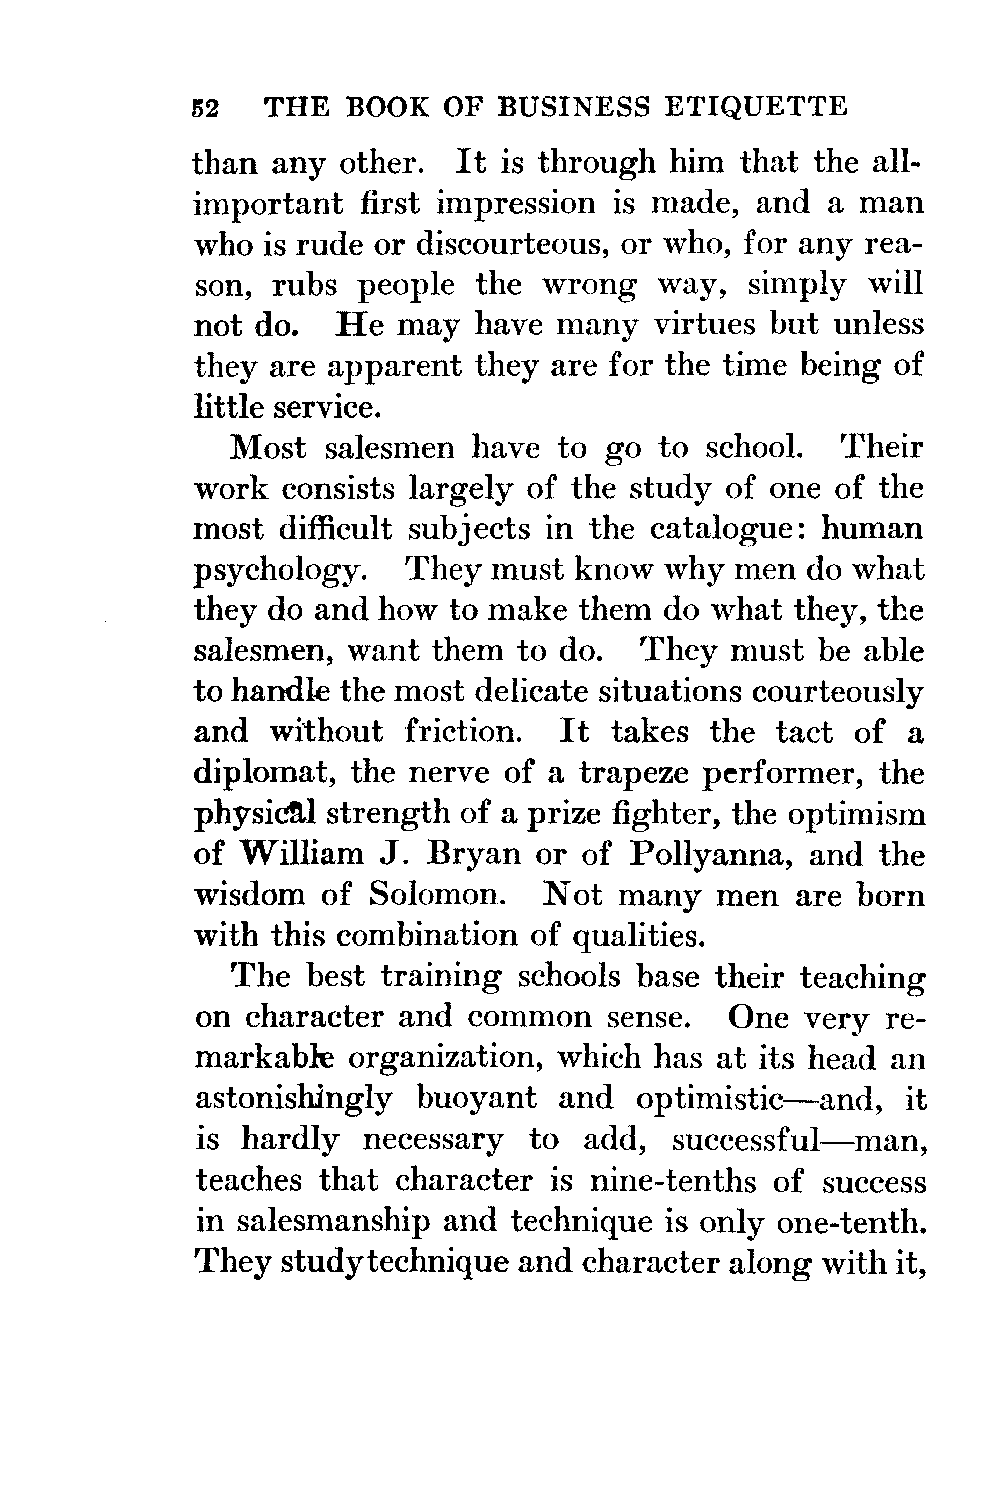 52 THE BOOK OF BUSINESS ETIQUETTE
than any other. It is through him that the all-
important first impression is made, and a man
who is rude or discourteous, or who, for any rea-
son, rubs people the wrong way, simply will
not do. He may have many virtues but unless
they are apparent they are for the time being of
little service.
Most salesmen have to go to school. Their
work consists largely of the study of one of the
most difficult subjects in the catalogue: human
psychology. They must know why men do what
they do and how to make them do what they, the
salesmen, want them to do. They must be able
to handle the most delicate situations courteously
and without friction. It takes the tact of a
diplomat, the nerve of a trapeze performer, the
physical strength of a prize fighter, the optimism
of William J. Bryan or of Pollyanna, and the
wisdom of Solomon. Not many men are born
with this combination of qualities.
The best training schools base their teaching
on character and common sense. One very re-
markable organization, which has at its head an
astonishingly buoyant and optimistic—and, it
is hardly necessary to add, successful—man,
teaches that character is nine-tenths of success
in salesmanship and technique is only one-tenth.
They study technique and character along with it,